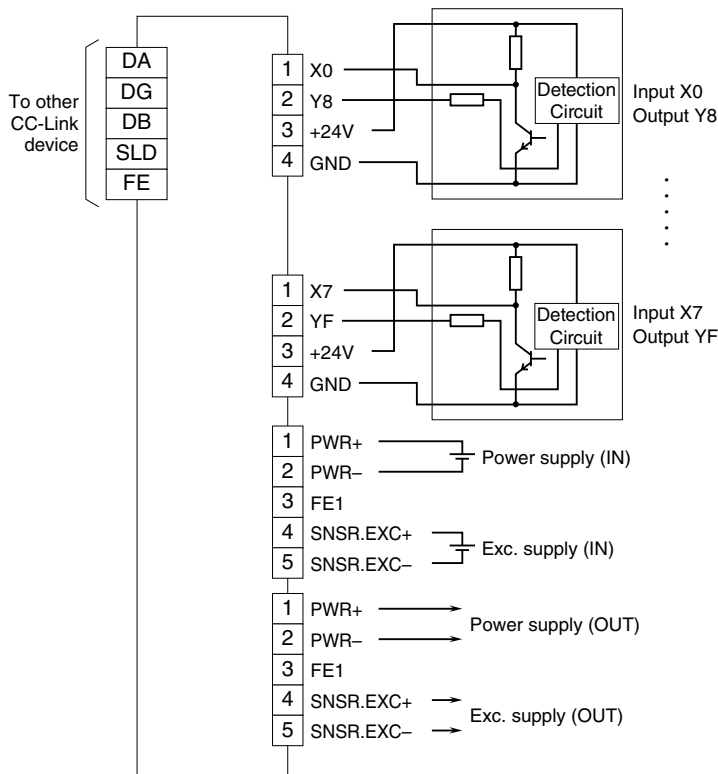 To other
CC-Link
device
DA
DG
DB
SLD
FE
1 X0
2 Y8
3 +24V
4 GND
Detection
Circuit
Input X0
Output Y8
1 X7
2 YF
3 +24V
4 GND
Detection
Circuit
Input X7
Output YF
1 PWR+
2 PWR–
3 FE1
4 SNSR.EXC+
5 SNSR.EXC–
Power supply (IN)
Exc. supply (IN)
1 PWR+
2 PWR–
3 FE1
4 SNSR.EXC+
5 SNSR.EXC–
Power supply (OUT)
Exc. supply (OUT)